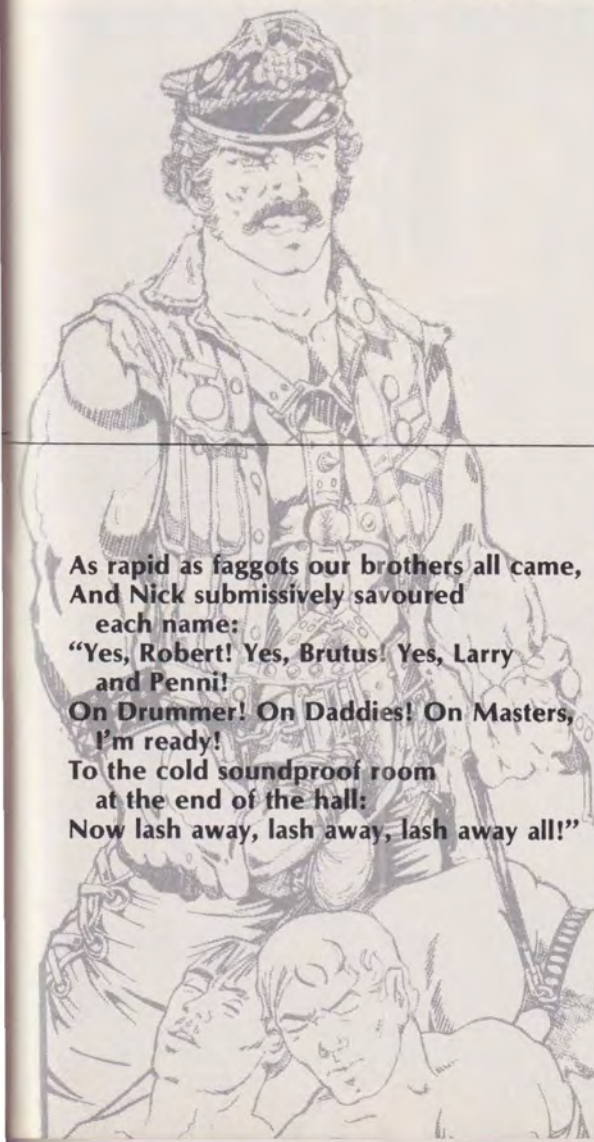 As rapid as faggots our brothers all came,
And Nick submissively savoured
each name:
“Yes, Robert! Yes, Brutus! Yes, Larry
and Penni!
On Drummer! On Daddies! On Masters,
I’m ready!
To the cold soundproof room
at the end of the hall:
Now lash away, lash away, lash away all!”